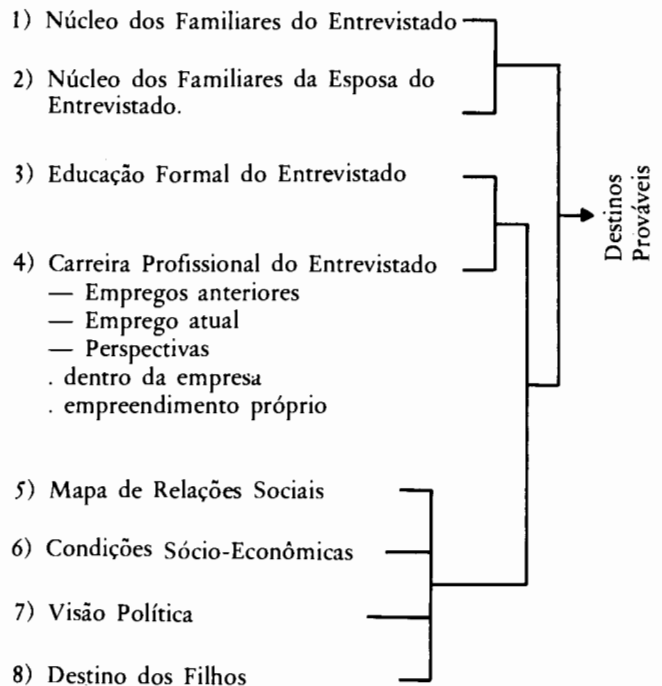 1) Núcleo dos Familiares do Entrevistado
2) Núcleo dos Familiares da Esposa do
Entrevistado.
3) Educação Formal do Entrevistado
4) Carreira Profissional do Entrevistado
— Empregos anteriores
— Emprego atual
— Perspectivas
. dentro da empresa
. empreendimento próprio
5) Mapa de Relações Sociais
6) Condições Sócio-Econômicas
7) Visão Política
8) Destino dos Filhos
Destinos
Prováveis